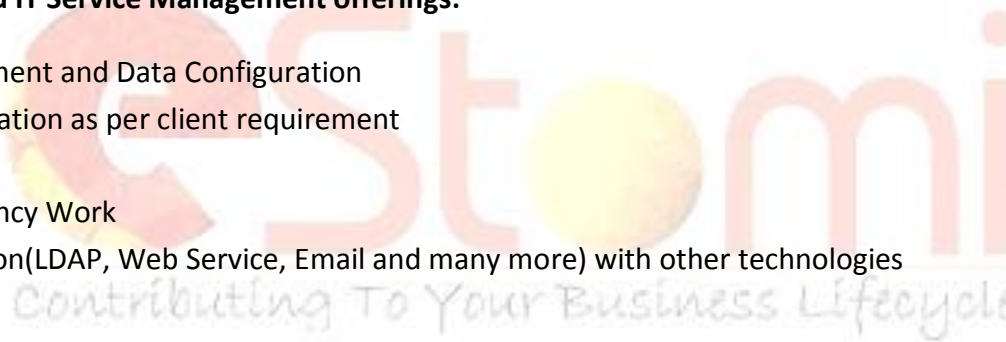 d IT Service Management offerings:
ment and Data Configuration
ation as per client requirement
ncy Work
on(LDAP, Web Service, Email and many more) with other technologies
eStomi
Contributing To Your Business Lifecycle